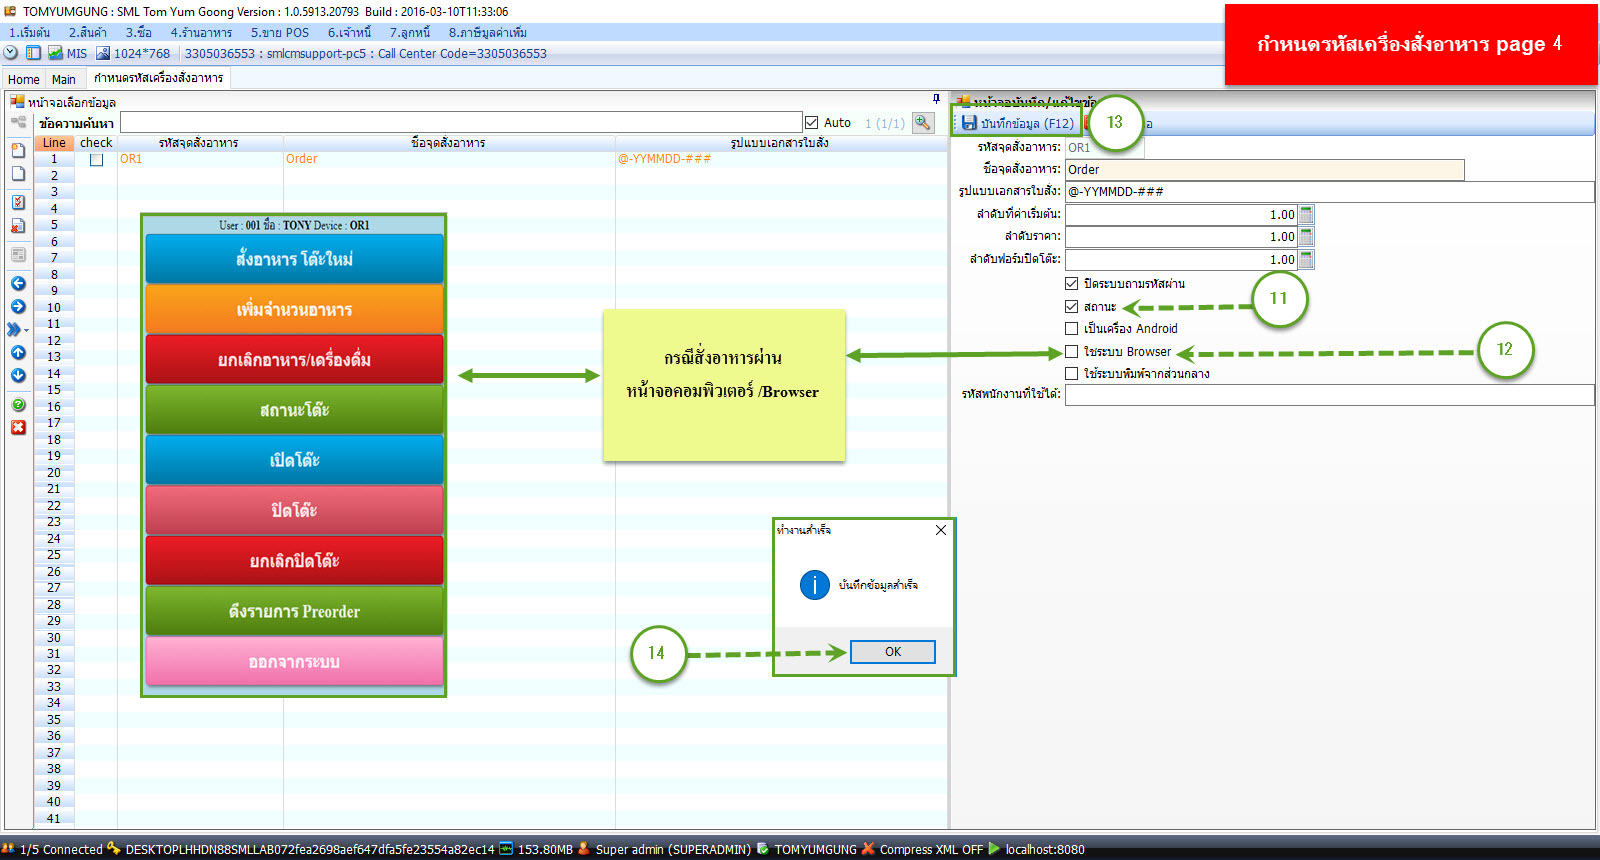 TOMYUMGUNG : SML Tom Yum Goong Version : 1.0.5913.20793 Build : 2016-03-10T11:33:06
1.เริ่มต้น 2.สินค้า 3.ซื้อ 4.ร้านอาหาร 5.ขาย POS 6.เจ้าหนี้ 7.ลูกหนี้ 8.ภาษีมูลค่าเพิ่ม
MIS 1024*768 3305036553 : smlcmsupport-pc5 : Call Center Code=3305036553
กำหนดรหัสเครื่องสั่งอาหาร page 4
Home Main กำหนดรหัสเครื่องสั่งอาหาร
หน้าจอเลือกข้อมูล
ข้อความค้นหา Auto 1 (1/1)
Line check รหัสจุดสั่งอาหาร ชื่อจุดสั่งอาหาร รูปแบบเอกสารใบสั่ง
1 OR1 Order @-YYMMDD-###
2
3
4
5
6
7
8
9
10
11
12
13
14
15
16
17
18
19
20
21
22
23
24
25
26
27
28
29
30
31
32
33
34
35
36
37
38
39
40
41
User : 001 ชื่อ : TONY Device : OR1
สั่งอาหาร โต๊ะใหม่
เพิ่มจำนวนอาหาร
ยกเลิกอาหาร/เครื่องดื่ม
สถานะโต๊ะ
เปิดโต๊ะ
ปิดโต๊ะ
ยกเลิกปิดโต๊ะ
ดึงรายการ Preorder
ออกจากระบบ
กรณีสั่งอาหารผ่าน
หน้าจอคอมพิวเตอร์ /Browser
ทำงานสำเร็จ
บันทึกข้อมูลสำเร็จ
OK
14
หน้าจอบันทึก/แก้ไขข้อ
บันทึกข้อมูล (F12)
13
รหัสจุดสั่งอาหาร: OR1
ชื่อจุดสั่งอาหาร: Order
รูปแบบเอกสารใบสั่ง: @-YYMMDD-###
ลำดับที่ค่าเริ่มต้น: 1.00
ลำดับราคา: 1.00
ลำดับฟอร์มปิดโต๊ะ: 1.00
ปิดระบบถามรหัสผ่าน
สถานะ
11
เป็นเครื่อง Android
ใช้ระบบ Browser
12
ใช้ระบบพิมพ์จากส่วนกลาง
รหัสพนักงานที่ใช้ได้:
1/5 Connected DESKTOPLHHDN88SMLLAB072fea2698aef647dfa5fe23554a82ec14 153.80MB Super admin (SUPERADMIN) TOMYUMGUNG Compress XML OFF localhost:8080